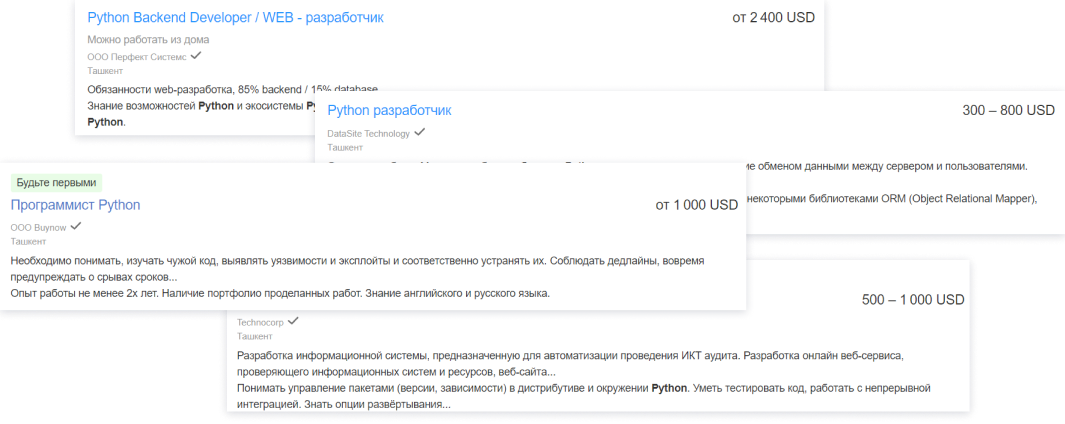 Python Backend Developer / WEB - разработчик
от 2 400 USD
Можно работать из дома
ООО Перфект Системс
Ташкент
Обязанности web-разработка, 85% backend / 15% database
Знание возможностей Python и экосистемы
Python.
Python разработчик
300 – 800 USD
DataSite Technology
Ташкент
обменом данными между сервером и пользователями.
некоторыми библиотеками ORM (Object Relational Mapper),
Будьте первыми
Программист Python
от 1 000 USD
ООО Buynow
Ташкент
Необходимо понимать, изучать чужой код, выявлять уязвимости и эксплойты и соответственно устранять их. Соблюдать дедлайны, вовремя
предупреждать о срывах сроков...
Опыт работы не менее 2х лет. Наличие портфолио проделанных работ. Знание английского и русского языка.
500 – 1 000 USD
Technocorp
Ташкент
Разработка информационной системы, предназначенную для автоматизации проведения ИКТ аудита. Разработка онлайн веб-сервиса,
проверяющего информационных систем и ресурсов, веб-сайта...
Понимать управление пакетами (версии, зависимости) в дистрибутиве и окружении Python. Уметь тестировать код, работать с непрерывной
интеграцией. Знать опции развёртывания...